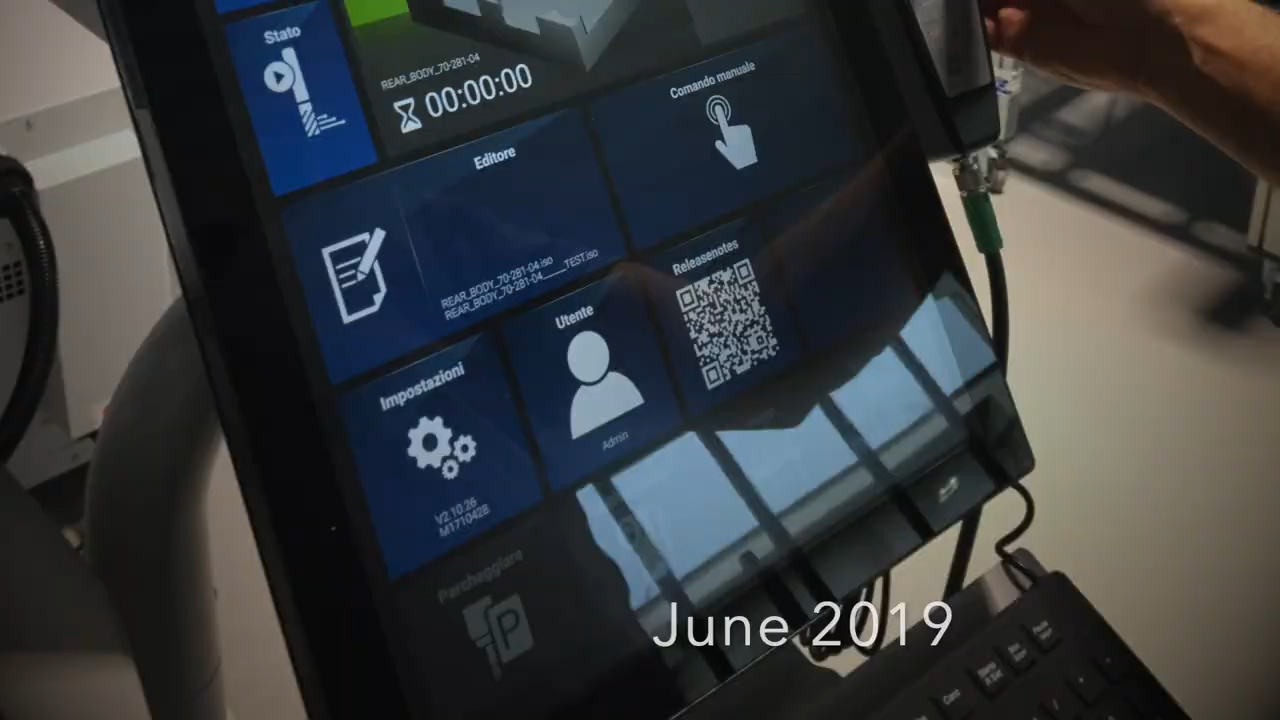 Stato
REAR_BODY_70-281-04
00:00:00
Comando manuale
Editore
REAR_BODY_70-281-04.iso
REAR_BODY_70-281-04_____TEST.iso
Releasenotes
Utente
Admin
Impostazioni
V2.10.26
M171042B
Parcheggiare
P
June 2019